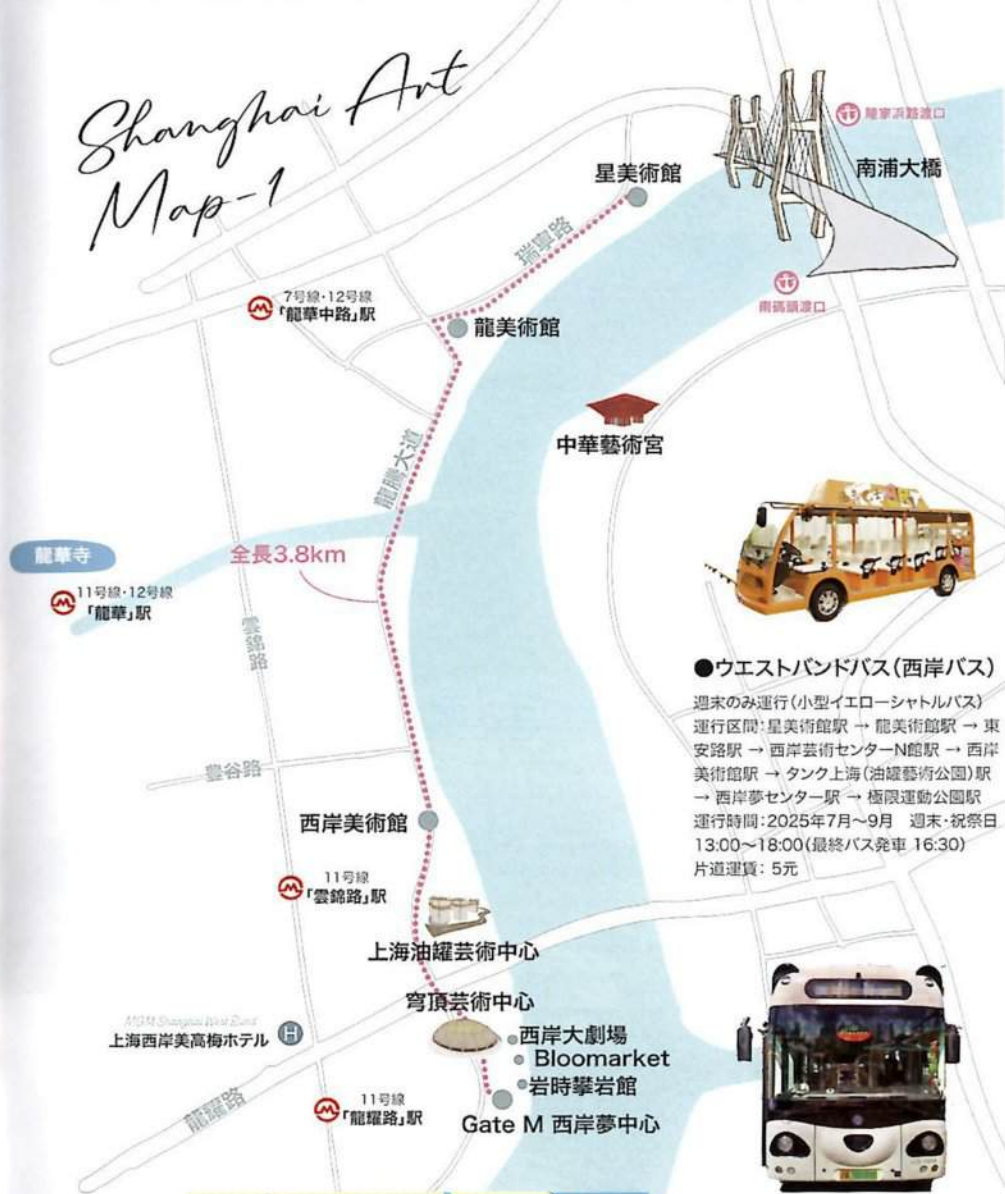 Shanghai Art
Map-1
陸家浜路渡口
南浦大橋
星美術館
瑞寧路
7号線・12号線
「龍華中路」駅
龍美術館
南碼頭渡口
中華藝術宮
龍騰大道
龍華寺
全長3.8km
11号線・12号線
「龍華」駅
雲錦路
●ウエストバンドバス(西岸バス)
週末のみ運行(小型イエローシャトルバス)
運行区間:星美術館駅 → 龍美術館駅 → 東
安路駅 → 西岸芸術センターN館駅 → 西岸
美術館駅 → タンク上海(油罐藝術公園)駅
→ 西岸夢センター駅 → 極限運動公園駅
運行時間:2025年7月〜9月 週末・祝祭日
13:00〜18:00(最終バス発車 16:30)
片道運賃: 5元
豊谷路
西岸美術館
11号線
「雲錦路」駅
上海油罐芸術中心
穹頂芸術中心
MGM Shanghai West Bund
上海西岸美高梅ホテル
H
西岸大劇場
Bloomarket
岩時攀岩館
11号線
「龍耀路」駅
Gate M 西岸夢中心
龍耀路